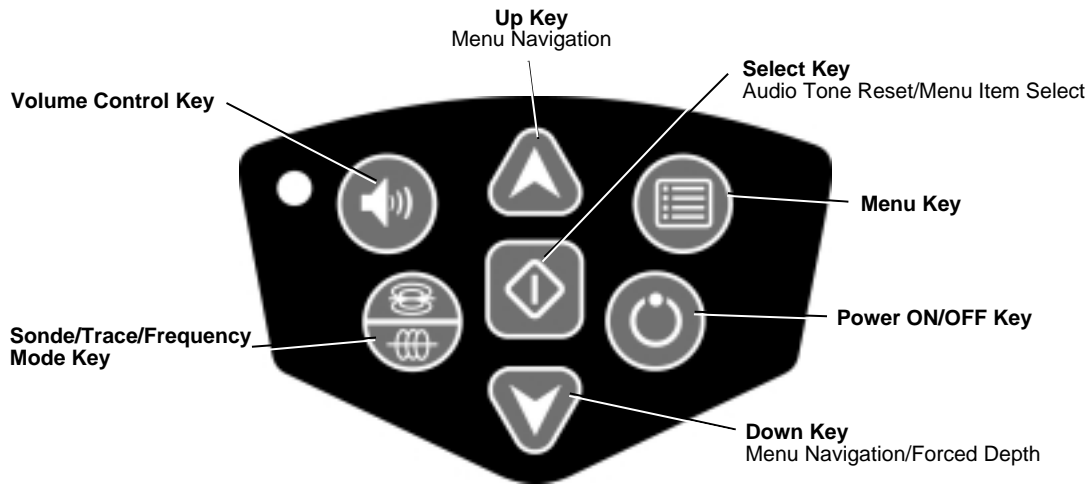 Up Key
Menu Navigation
Select Key
Audio Tone Reset/Menu Item Select
Volume Control Key
Menu Key
Sonde/Trace/Frequency
Mode Key
Power ON/OFF Key
Down Key
Menu Navigation/Forced Depth